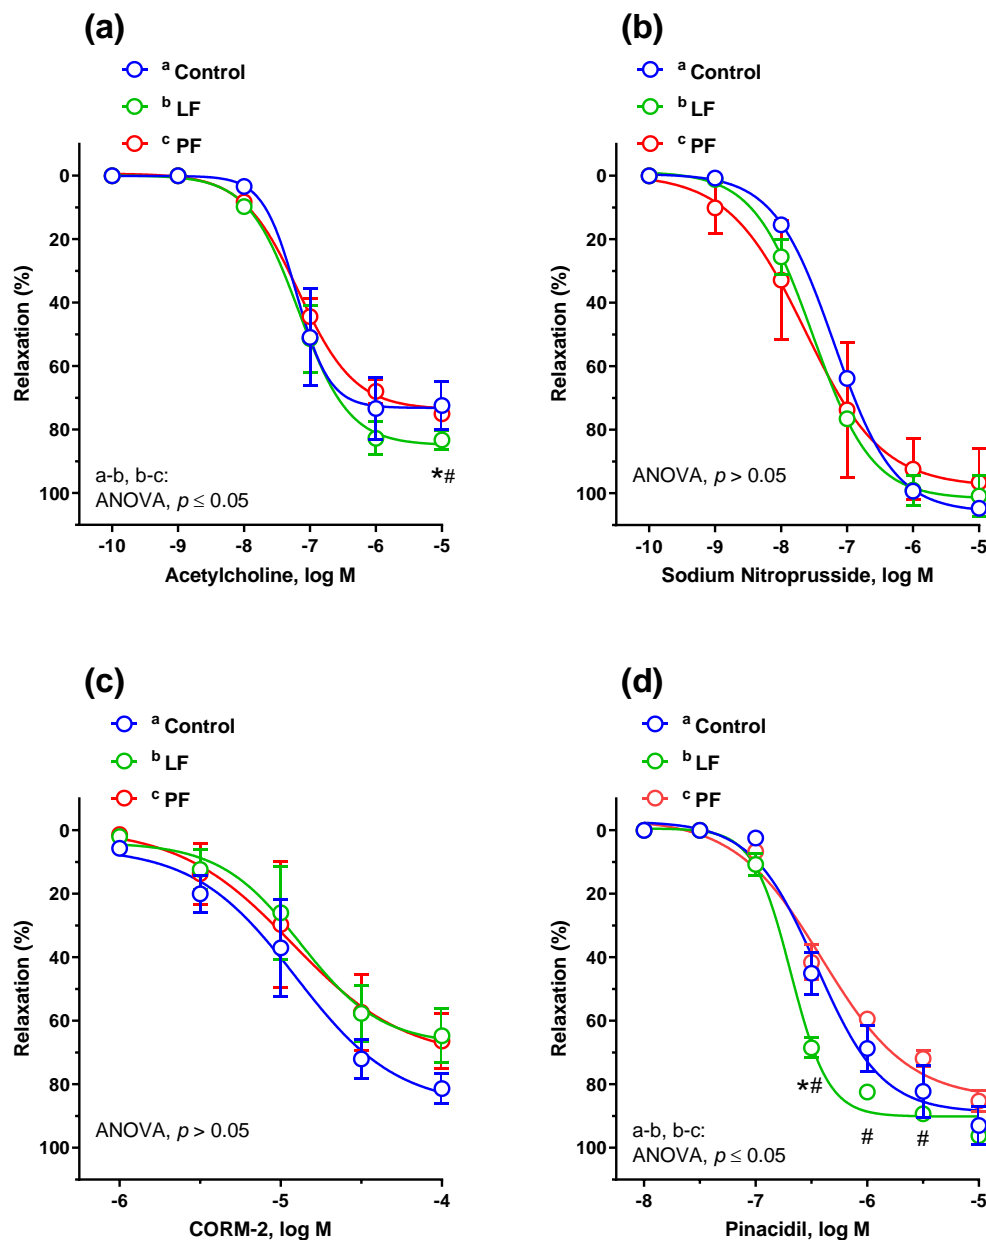 (a)
a Control
b LF
c PF
0
20
40
60
80
100
Relaxation (%)
a-b, b-c:
ANOVA, p ≤ 0.05
*#
-10 -9 -8 -7 -6 -5
Acetylcholine, log M
(b)
a Control
b LF
c PF
0
20
40
60
80
100
Relaxation (%)
ANOVA, p > 0.05
-10 -9 -8 -7 -6 -5
Sodium Nitroprusside, log M
(c)
a Control
b LF
c PF
0
20
40
60
80
100
Relaxation (%)
ANOVA, p > 0.05
-6 -5 -4
CORM-2, log M
(d)
a Control
b LF
c PF
0
20
40
60
80
100
Relaxation (%)
*#
# #
a-b, b-c:
ANOVA, p ≤ 0.05
-8 -7 -6 -5
Pinacidil, log M